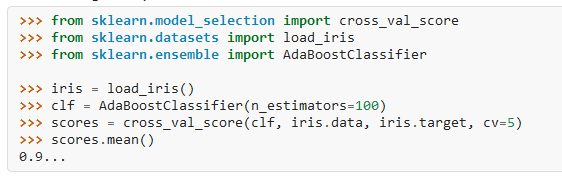 >>> from sklearn.model_selection import cross_val_score
>>> from sklearn.datasets import load_iris
>>> from sklearn.ensemble import AdaBoostClassifier
>>> iris = load_iris()
>>> clf = AdaBoostClassifier(n_estimators=100)
>>> scores = cross_val_score(clf, iris.data, iris.target, cv=5)
>>> scores.mean()
0.9...